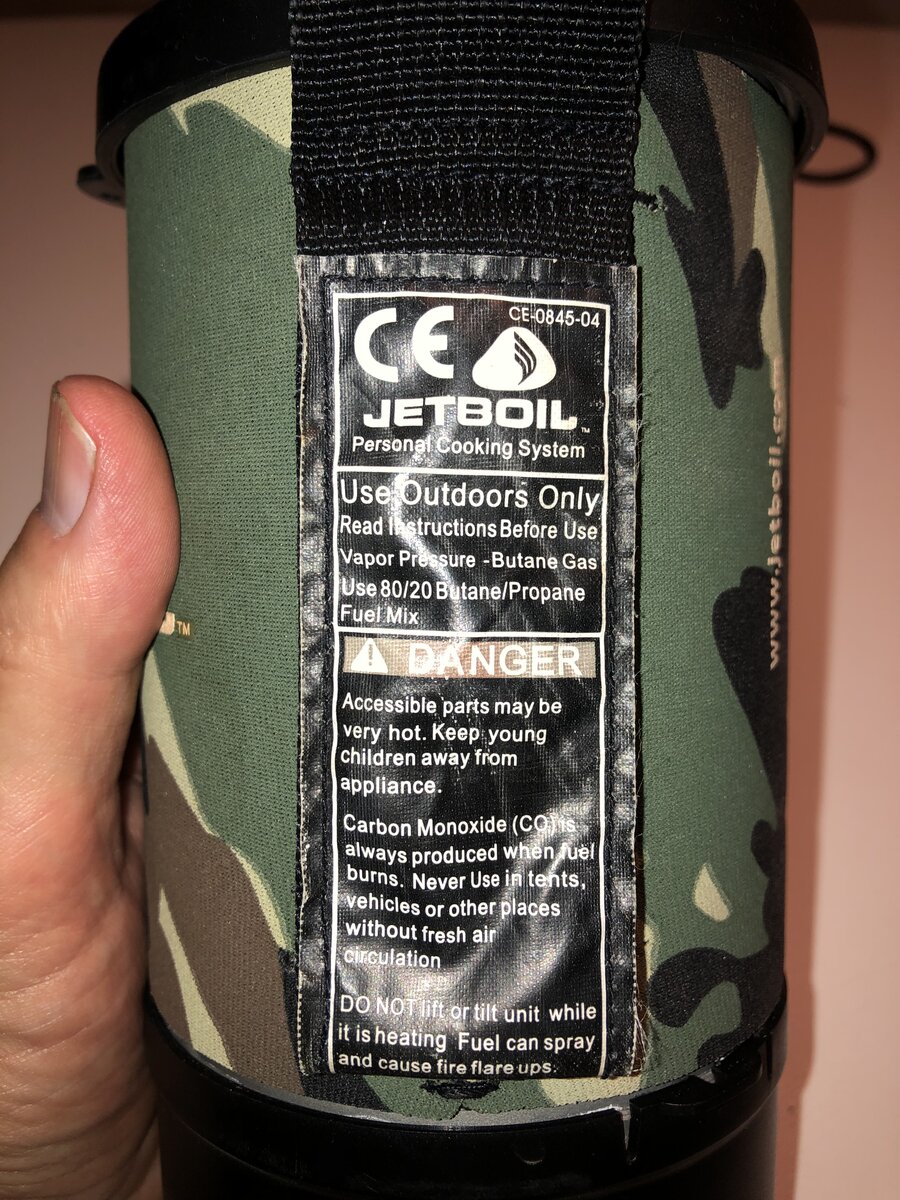 CE CE-0845-04
JETBOIL™
Personal Cooking System
Use Outdoors Only
Read Instructions Before Use
Vapor Pressure - Butane Gas
Use 80/20 Butane/Propane
Fuel Mix
DANGER
Accessible parts may be
very hot. Keep young
children away from
appliance.
Carbon Monoxide (CO) is
always produced when fuel
burns. Never Use in tents,
vehicles or other places
without fresh air
circulation
DO NOT lift or tilt unit while
it is heating Fuel can spray
and cause fire flare ups.
TM
www.jetboil.com